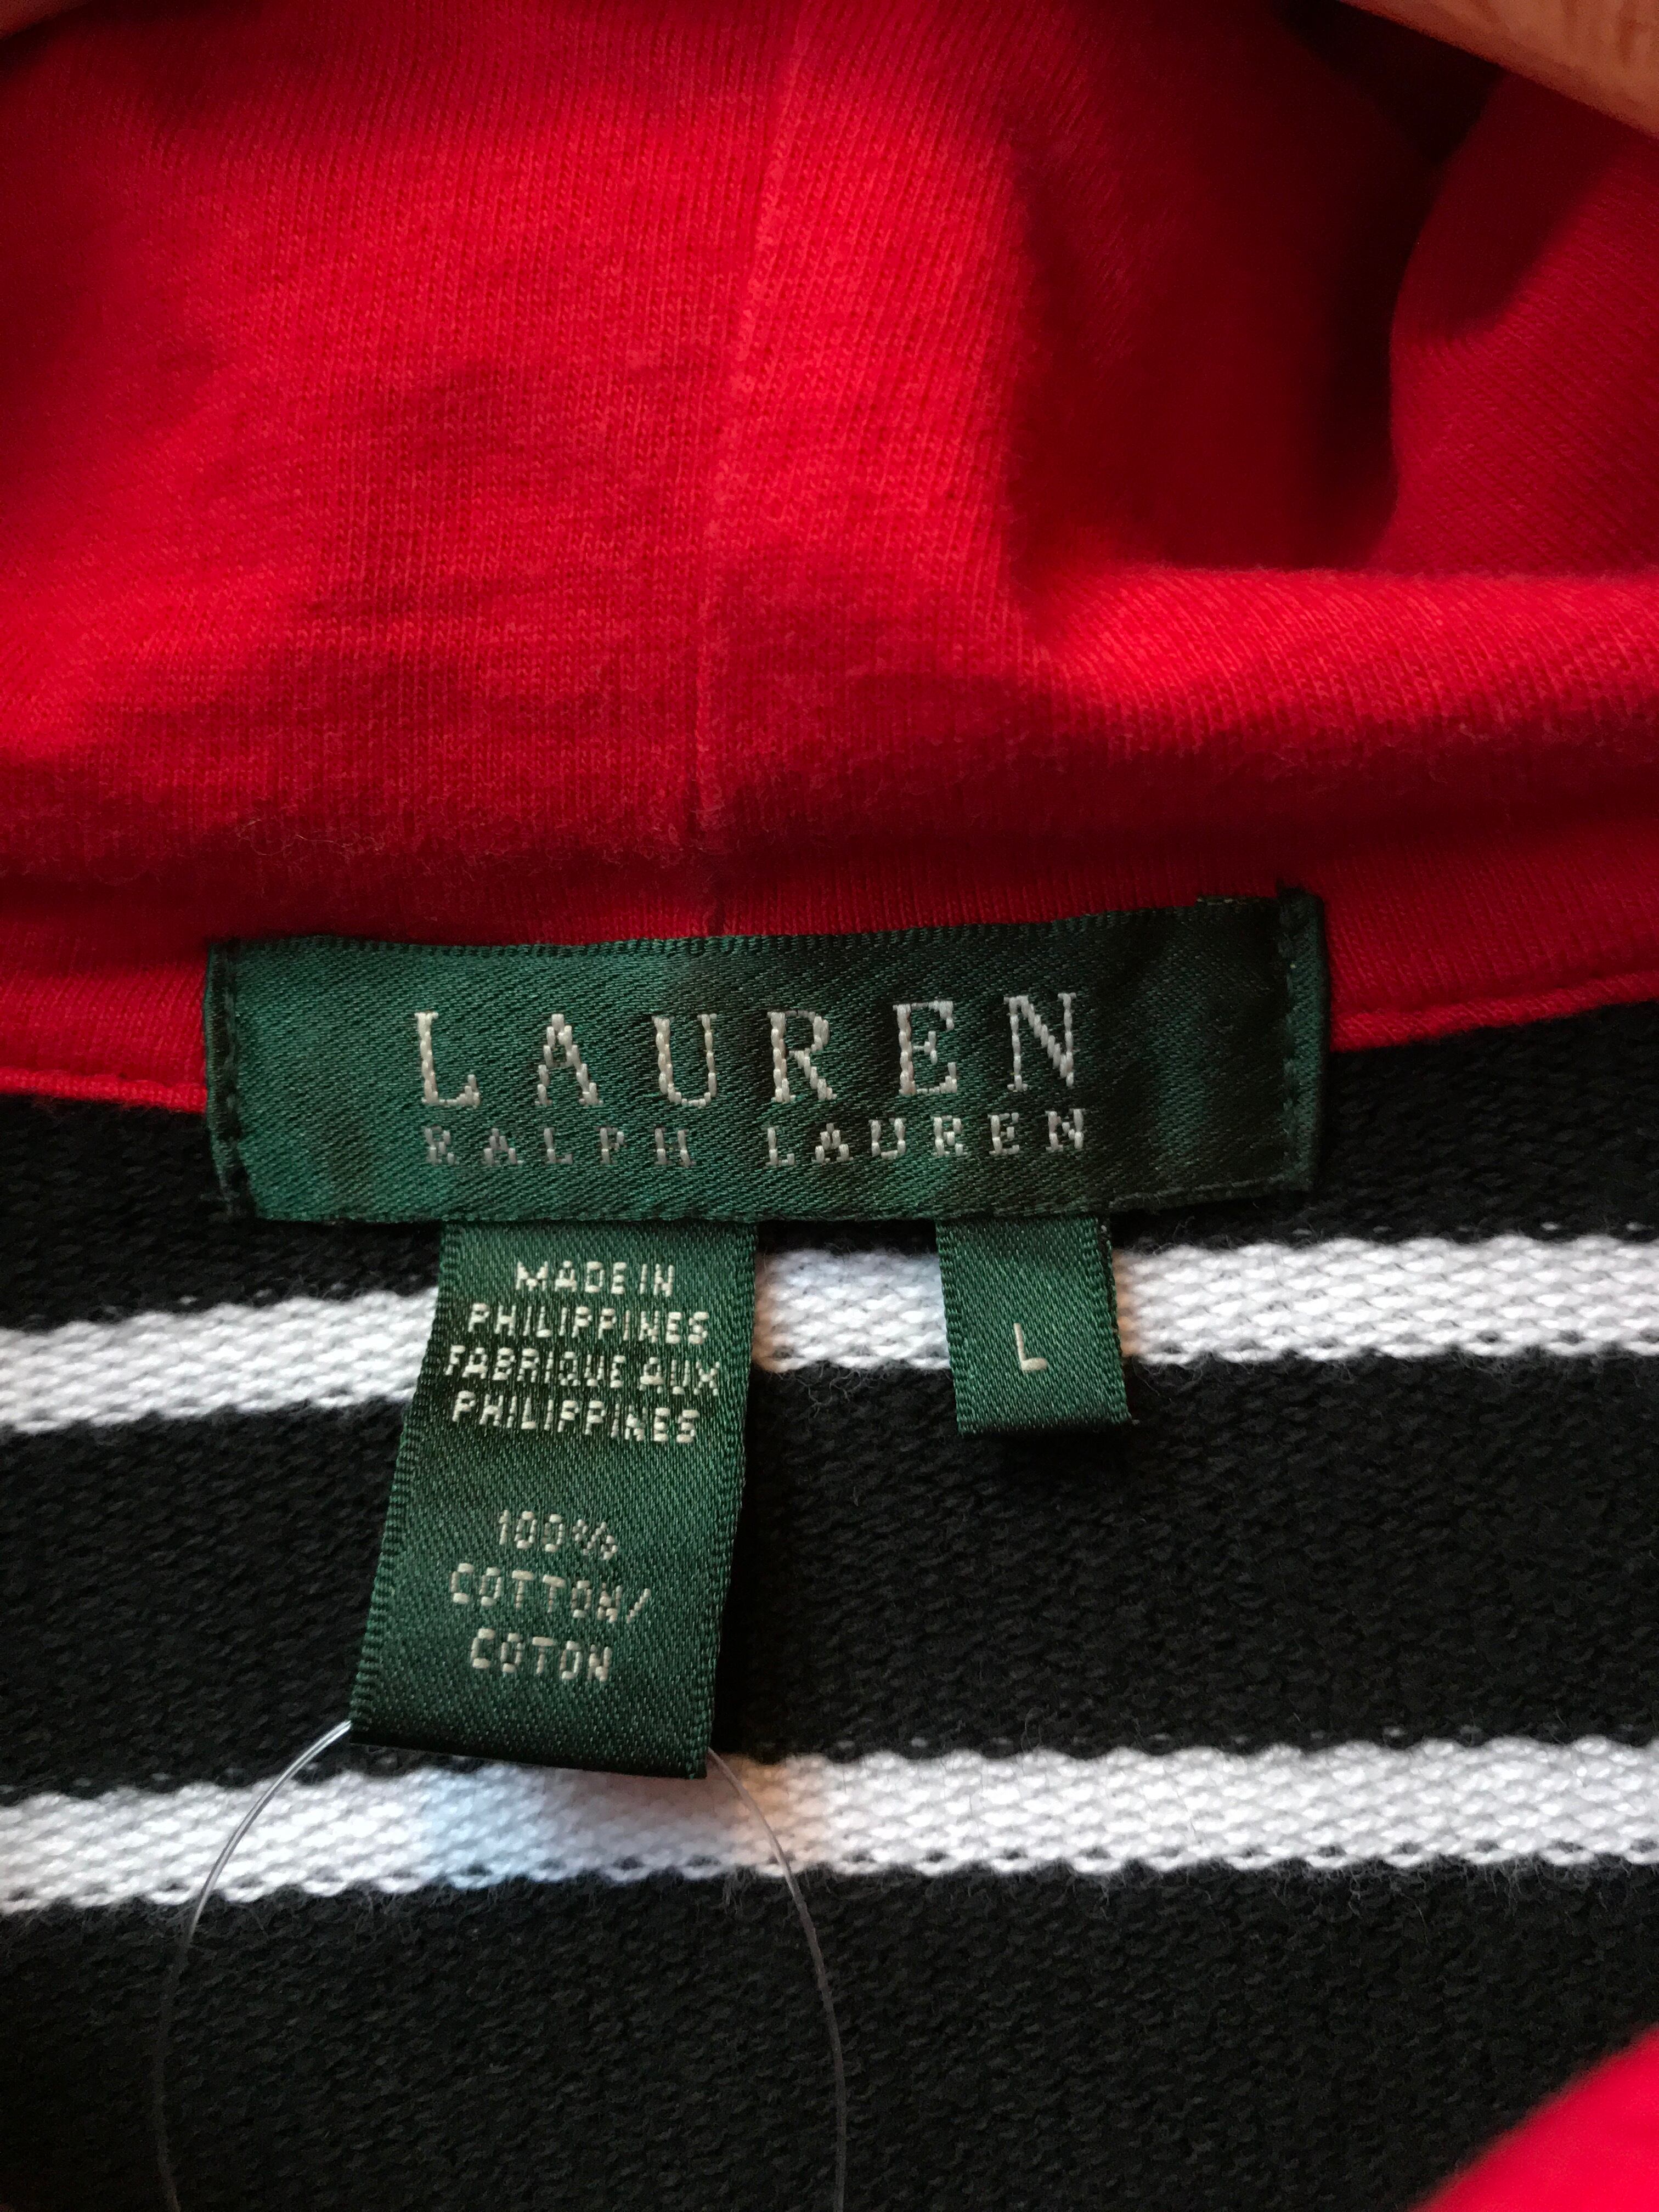 LAUREN
RALPH LAUREN
MADE IN
PHILIPPINES
FABRIQUE AUX
PHILIPPINES
100%
COTTON/
COTON
L